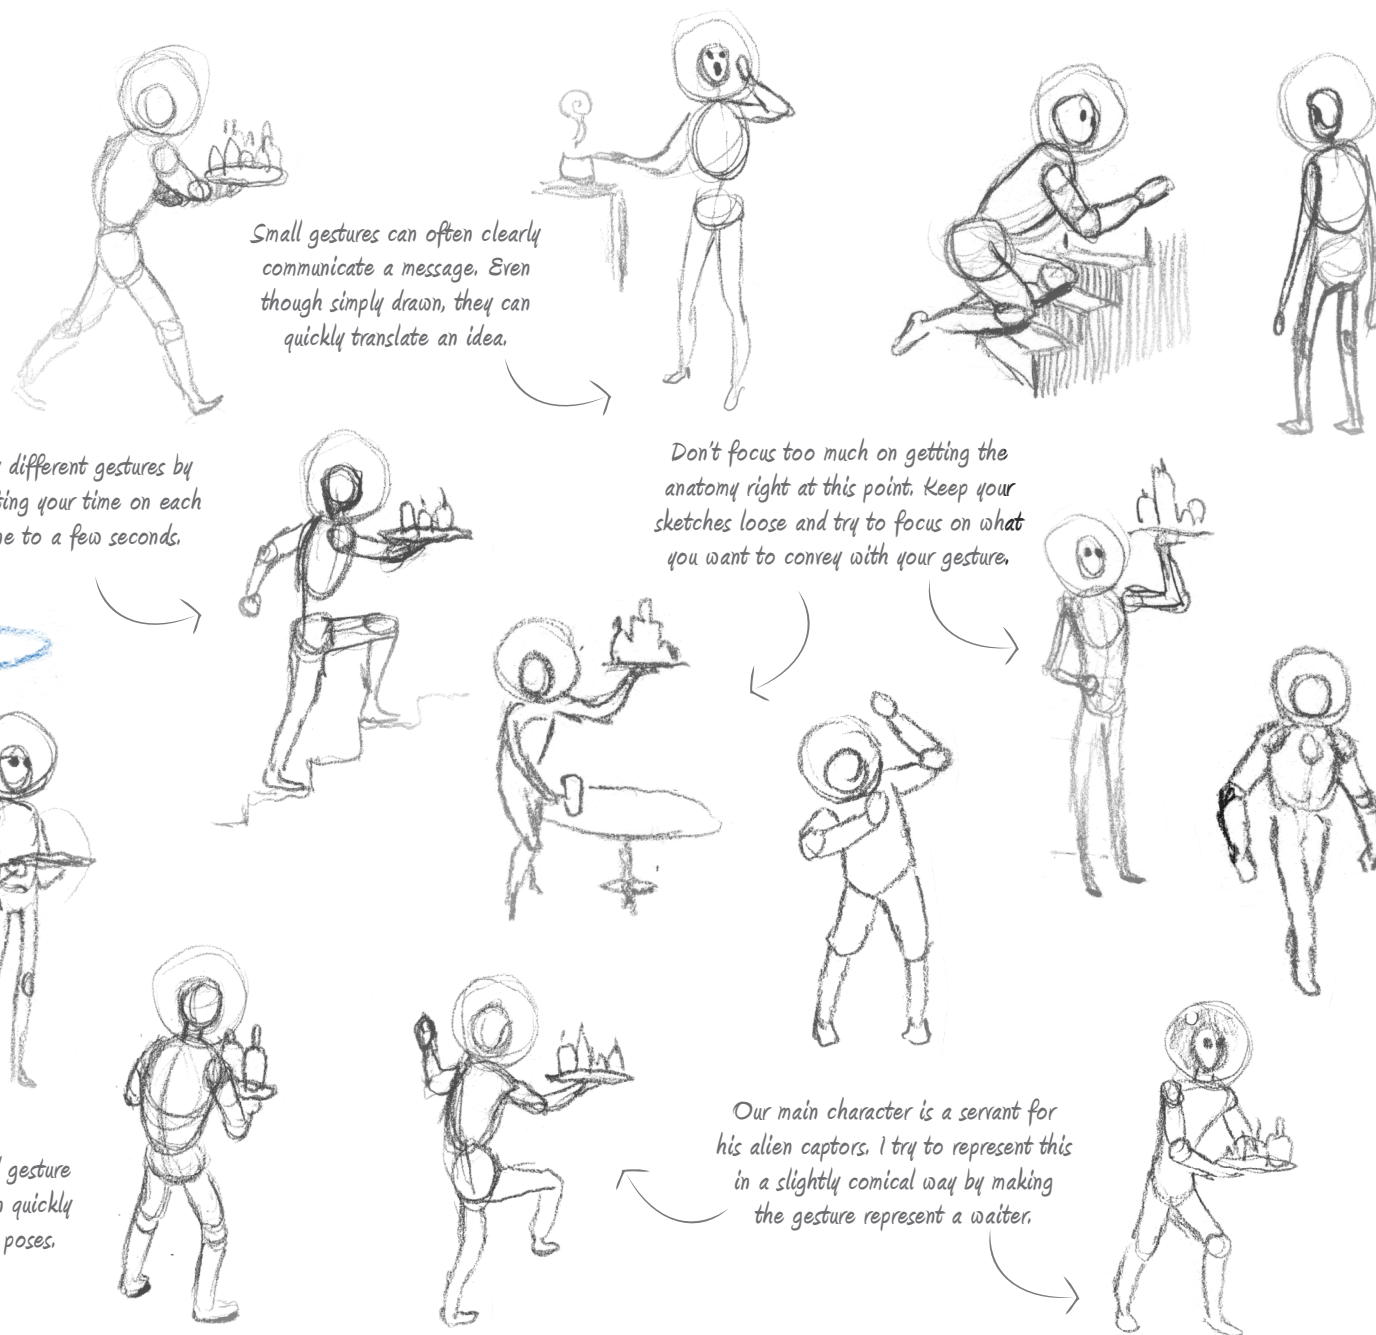 Small gestures can often clearly
communicate a message. Even
though simply drawn, they can
quickly translate an idea.
different gestures by
ting your time on each
e to a few seconds.
Don't focus too much on getting the
anatomy right at this point. Keep your
sketches loose and try to focus on what
you want to convey with your gesture.
gesture
quickly
poses.
Our main character is a servant for
his alien captors. I try to represent this
in a slightly comical way by making
the gesture represent a waiter.